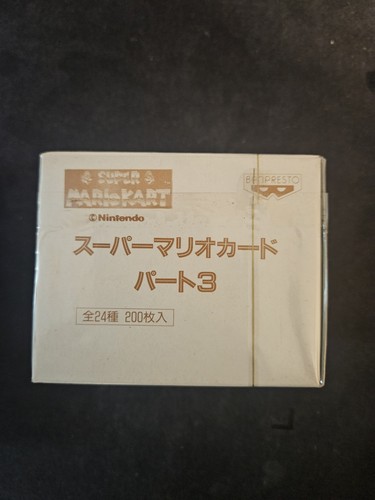 SUPER
MARIO KART
©Nintendo
BANPRESTO
スーパーマリオカード
パート3
全24種 200枚入